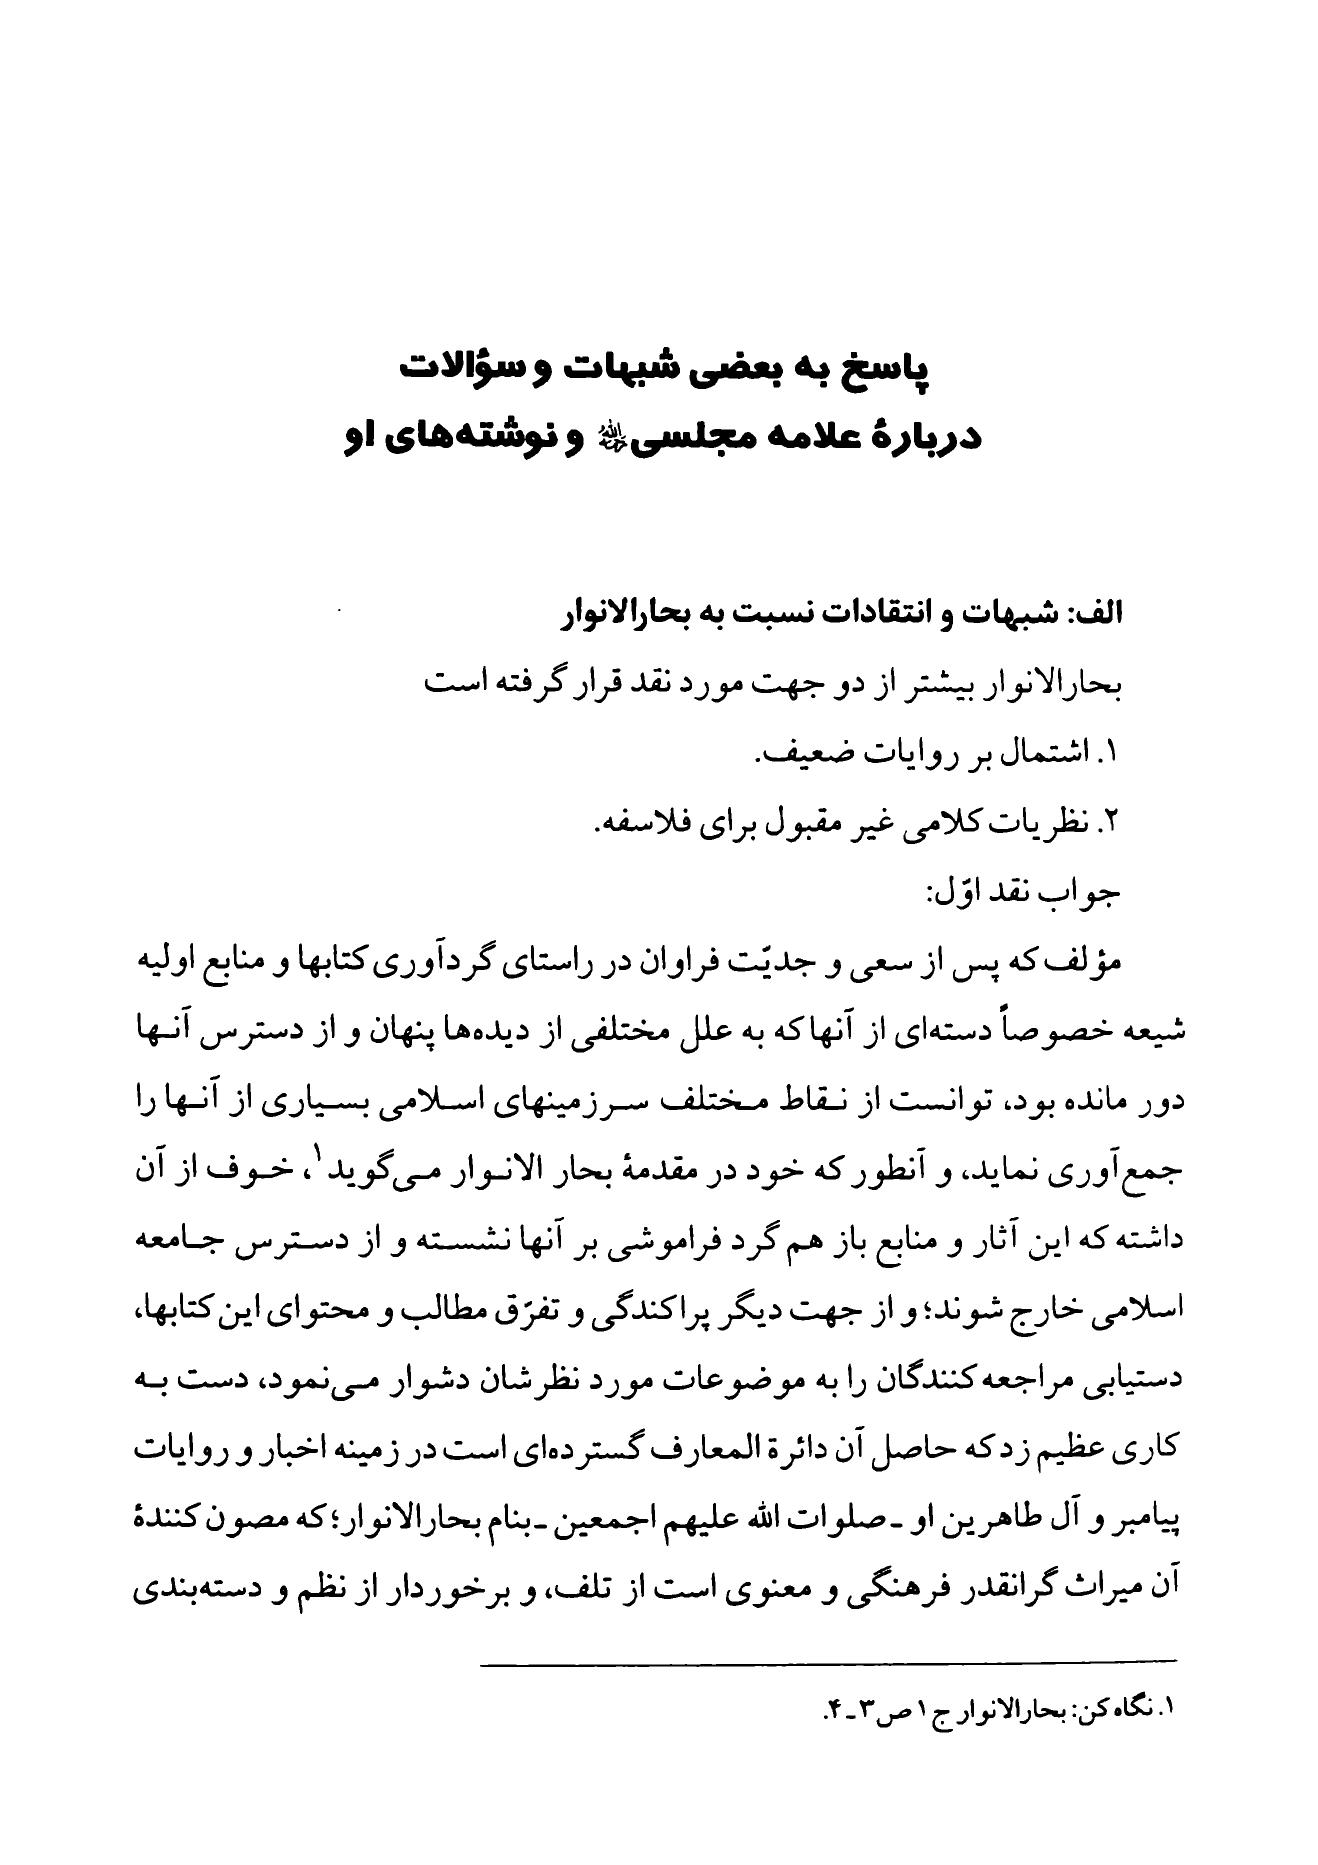 پاسخ به بعضی شبهات و سؤالات
دربارهٔ علامه مجلسی﷫ و نوشته‌های او
الف: شبهات و انتقادات نسبت به بحارالانوار
بحارالانوار بیشتر از دو جهت مورد نقد قرار گرفته است
۱. اشتمال بر روایات ضعیف.
۲. نظریات کلامی غیر مقبول برای فلاسفه.
جواب نقد اوّل:
مؤلف که پس از سعی و جدیّت فراوان در راستای گردآوری کتابها و منابع اولیه
شیعه خصوصاً دسته‌ای از آنها که به علل مختلفی از دیده‌ها پنهان و از دسترس آنها
دور مانده بود، توانست از نقاط مختلف سرزمینهای اسلامی بسیاری از آنها را
جمع‌آوری نماید، و آنطور که خود در مقدمهٔ بحار الانوار می‌گوید۱، خوف از آن
داشته که این آثار و منابع باز هم گرد فراموشی بر آنها نشسته و از دسترس جامعه
اسلامی خارج شوند؛ و از جهت دیگر پراکندگی و تفرّق مطالب و محتوای این کتابها،
دستیابی مراجعه‌کنندگان را به موضوعات مورد نظرشان دشوار می‌نمود، دست به
کاری عظیم زد که حاصل آن دائرة المعارف گسترده‌ای است در زمینه اخبار و روایات
پیامبر و آل طاهرین او ـ صلوات الله علیهم اجمعین ـ بنام بحارالانوار؛ که مصون کنندهٔ
آن میراث گرانقدر فرهنگی و معنوی است از تلف، و برخوردار از نظم و دسته‌بندی
۱. نگاه کن: بحارالانوار ج ۱ ص ۳ ـ ۴.